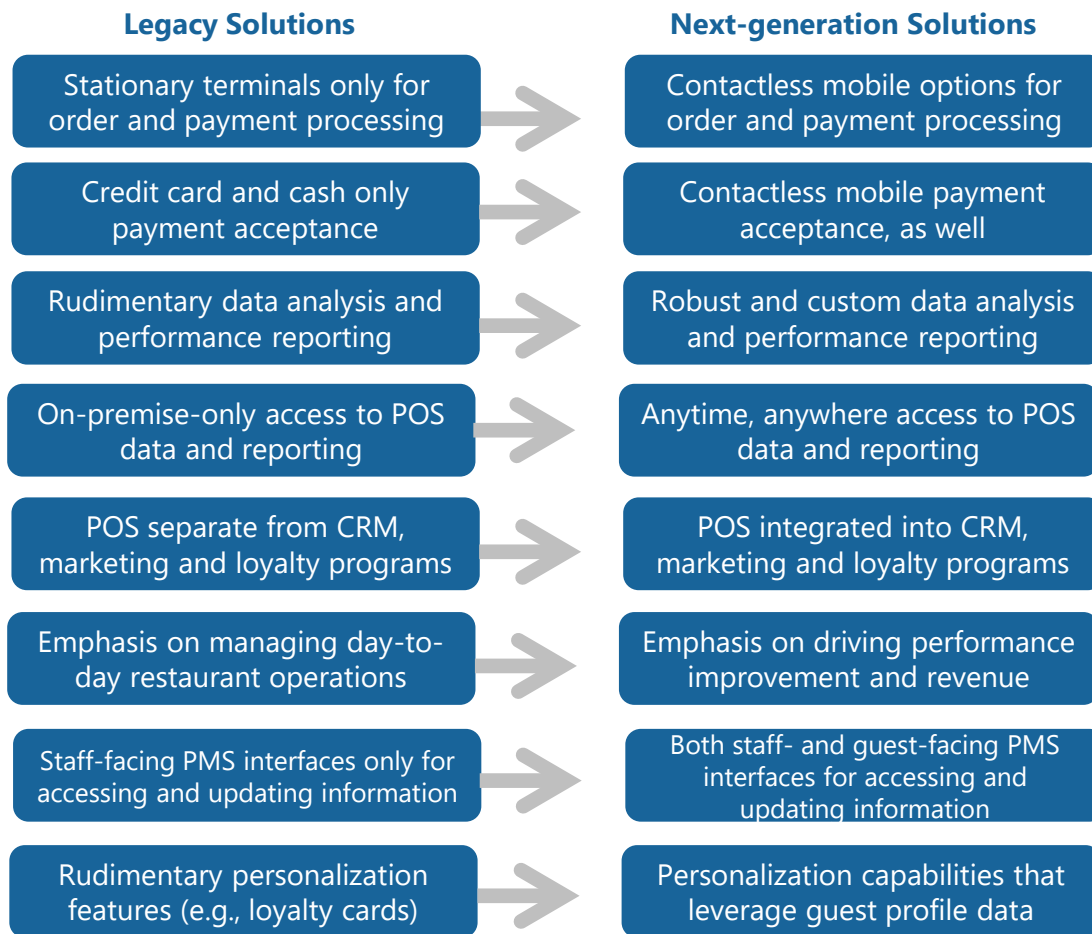 Legacy Solutions
Next-generation Solutions
Stationary terminals only for
order and payment processing
Contactless mobile options for
order and payment processing
Credit card and cash only
payment acceptance
Contactless mobile payment
acceptance, as well
Rudimentary data analysis and
performance reporting
Robust and custom data analysis
and performance reporting
On-premise-only access to POS
data and reporting
Anytime, anywhere access to POS
data and reporting
POS separate from CRM,
marketing and loyalty programs
POS integrated into CRM,
marketing and loyalty programs
Emphasis on managing day-to-
day restaurant operations
Emphasis on driving performance
improvement and revenue
Staff-facing PMS interfaces only for
accessing and updating information
Both staff- and guest-facing PMS
interfaces for accessing and
updating information
Rudimentary personalization
features (e.g., loyalty cards)
Personalization capabilities that
leverage guest profile data